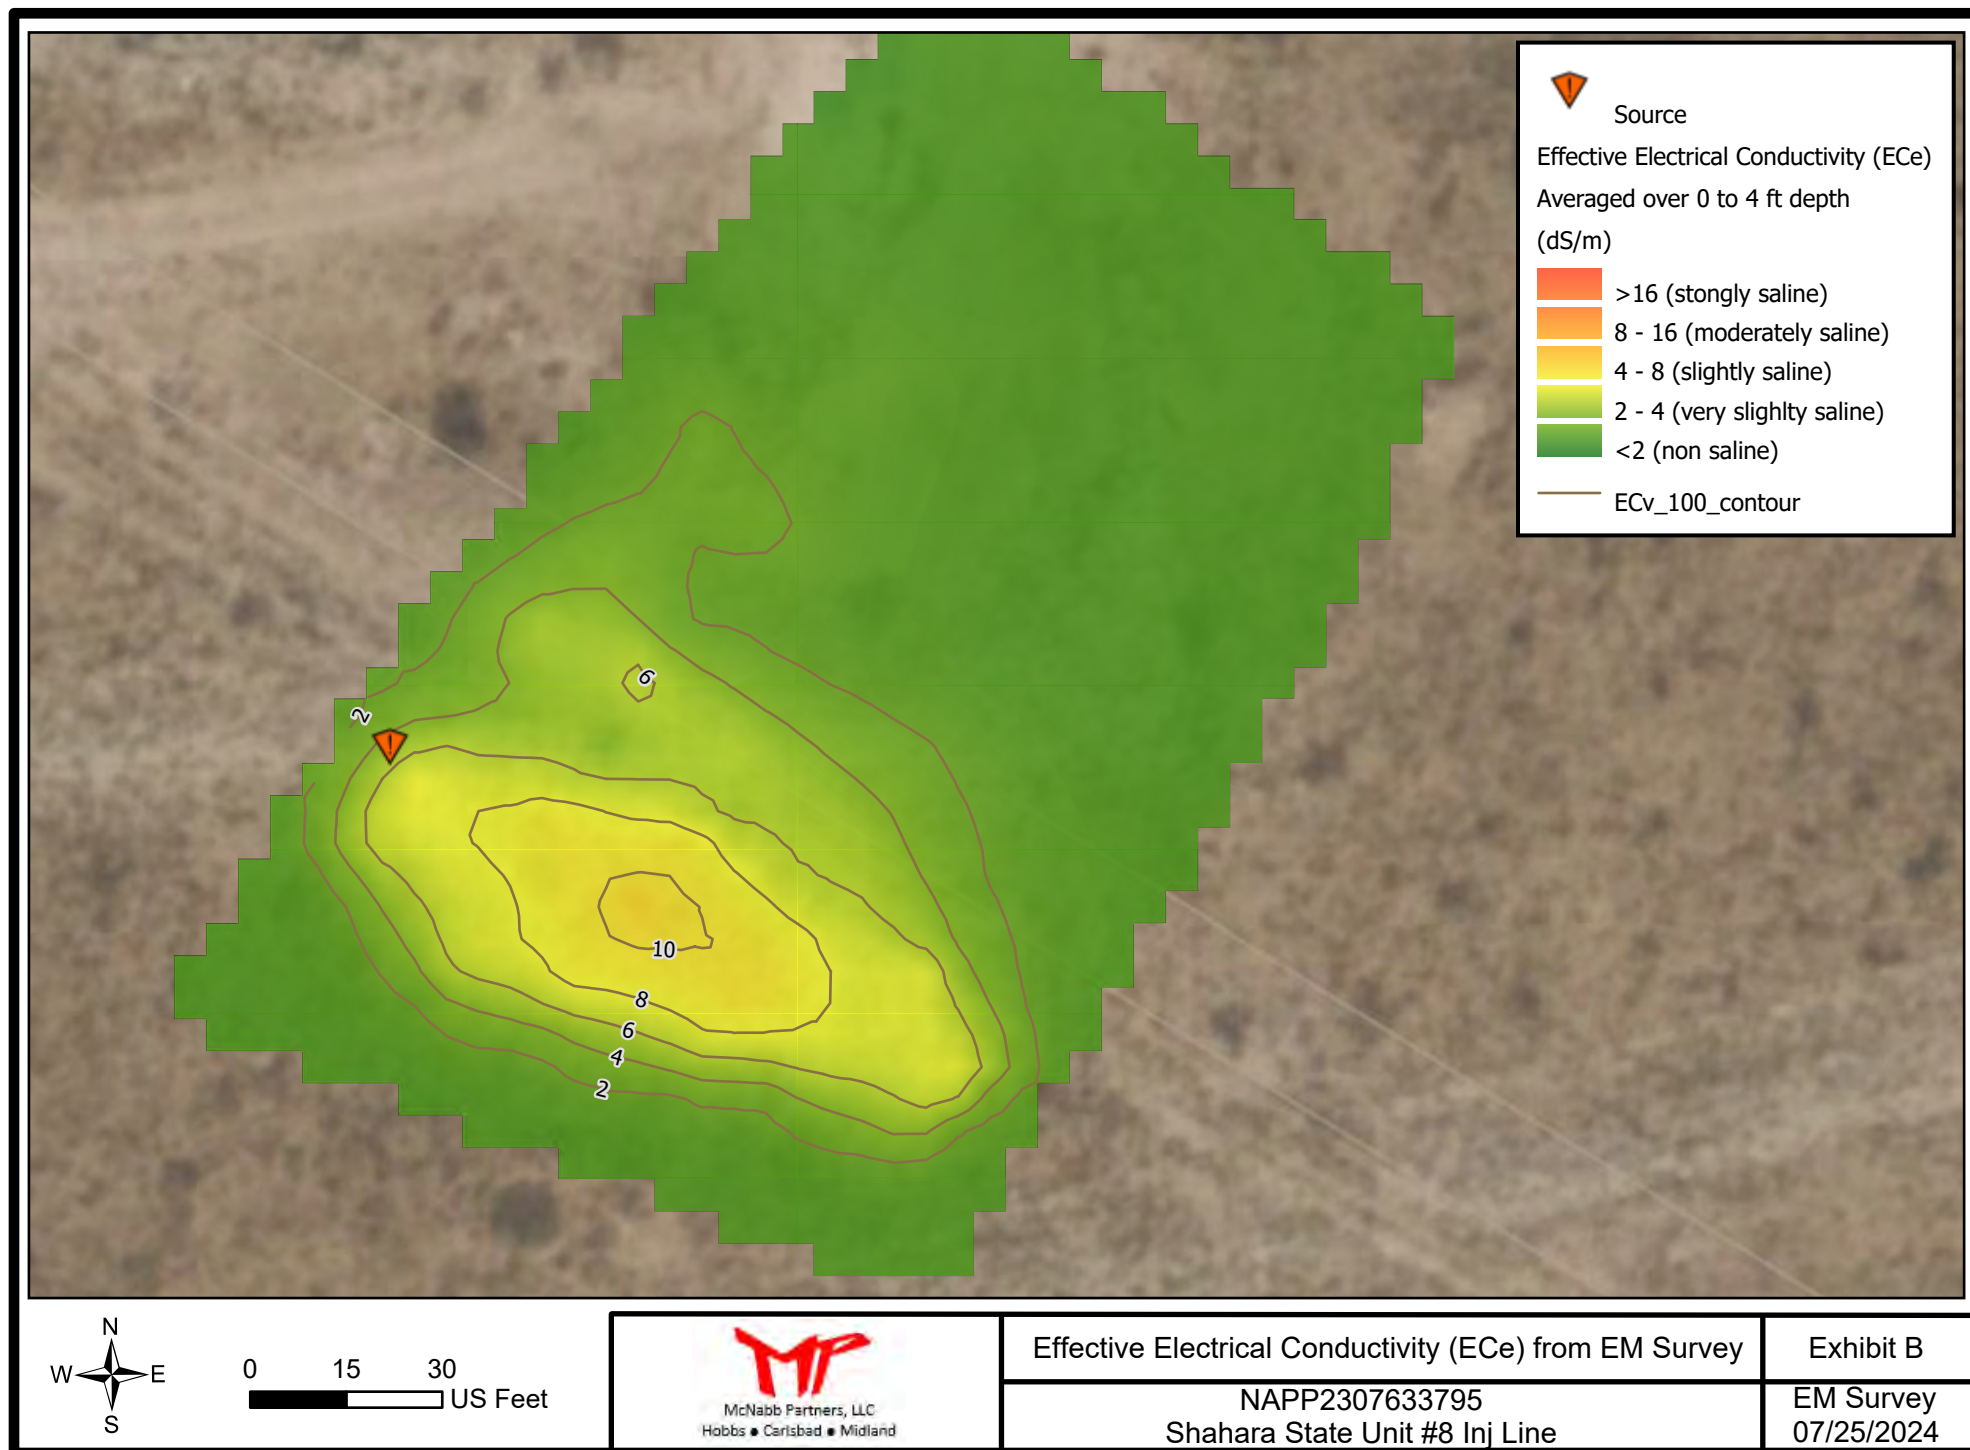 Source
Effective Electrical Conductivity (ECe)
Averaged over 0 to 4 ft depth
(dS/m)
>16 (stongly saline)
8 - 16 (moderately saline)
4 - 8 (slightly saline)
2 - 4 (very slighlty saline)
<2 (non saline)
ECv_100_contour
6
2
10
8
6
4
2
N
W E
S
0 15 30
US Feet
McNabb Partners, LLC
Hobbs • Carlsbad • Midland
Effective Electrical Conductivity (ECe) from EM Survey
NAPP2307633795
Shahara State Unit #8 Inj Line
Exhibit B
EM Survey
07/25/2024